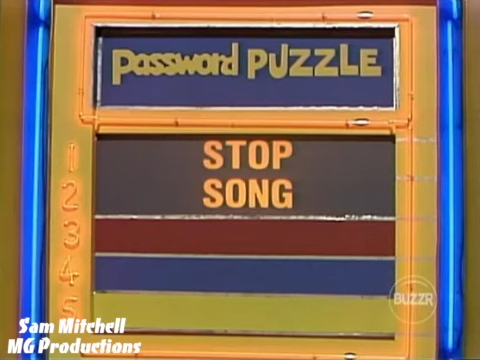 Password PUZZLE
1 STOP
2 SONG
3
4
5
BUZZR
Sam Mitchell
MG Productions